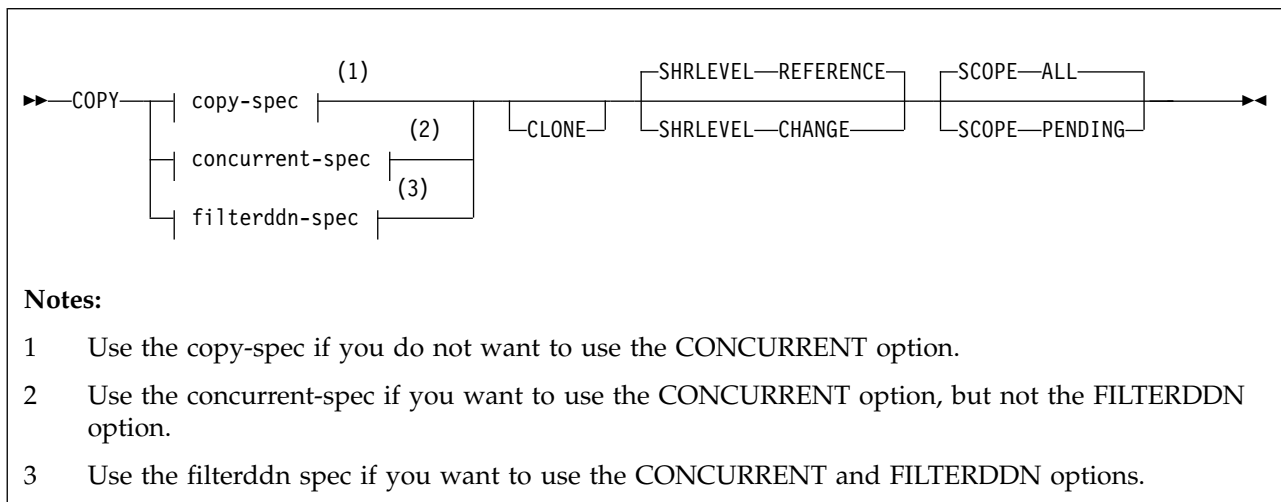 (1) SHRLEVEL REFERENCE SCOPE ALL
COPY copy-spec
(2) CLONE SHRLEVEL CHANGE SCOPE PENDING
concurrent-spec
(3)
filterddn-spec
Notes:
1 Use the copy-spec if you do not want to use the CONCURRENT option.
2 Use the concurrent-spec if you want to use the CONCURRENT option, but not the FILTERDDN
option.
3 Use the filterddn spec if you want to use the CONCURRENT and FILTERDDN options.